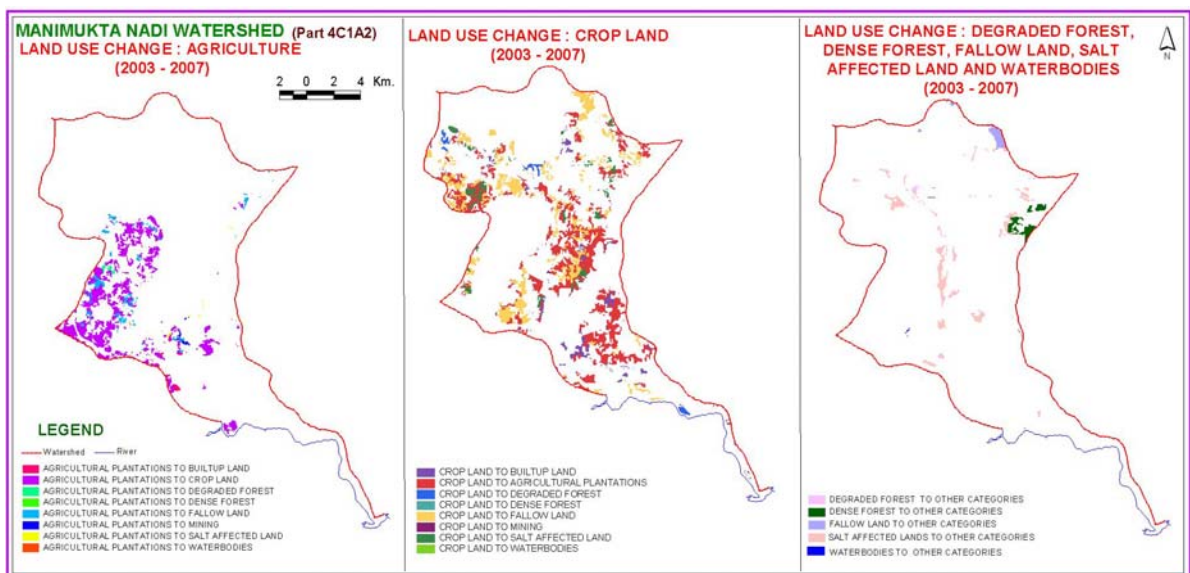 MANIMUKTA NADI WATERSHED (Part 4C1A2)
LAND USE CHANGE : AGRICULTURE
(2003 - 2007)
2 0 2 4 Km.
LEGEND
Watershed River
AGRICULTURAL PLANTATIONS TO BUILTUP LAND
AGRICULTURAL PLANTATIONS TO CROP LAND
AGRICULTURAL PLANTATIONS TO DEGRADED FOREST
AGRICULTURAL PLANTATIONS TO DENSE FOREST
AGRICULTURAL PLANTATIONS TO FALLOW LAND
AGRICULTURAL PLANTATIONS TO MINING
AGRICULTURAL PLANTATIONS TO SALT AFFECTED LAND
AGRICULTURAL PLANTATIONS TO WATERBODIES
LAND USE CHANGE : CROP LAND
(2003 - 2007)
CROP LAND TO BUILTUP LAND
CROP LAND TO AGRICULTURAL PLANTATIONS
CROP LAND TO DEGRADED FOREST
CROP LAND TO DENSE FOREST
CROP LAND TO FALLOW LAND
CROP LAND TO MINING
CROP LAND TO SALT AFFECTED LAND
CROP LAND TO WATERBODIES
LAND USE CHANGE : DEGRADED FOREST,
DENSE FOREST, FALLOW LAND, SALT
AFFECTED LAND AND WATERBODIES
(2003 - 2007)
N
DEGRADED FOREST TO OTHER CATEGORIES
DENSE FOREST TO OTHER CATEGORIES
FALLOW LAND TO OTHER CATEGORIES
SALT AFFECTED LANDS TO OTHER CATEGORIES
WATERBODIES TO OTHER CATEGORIES